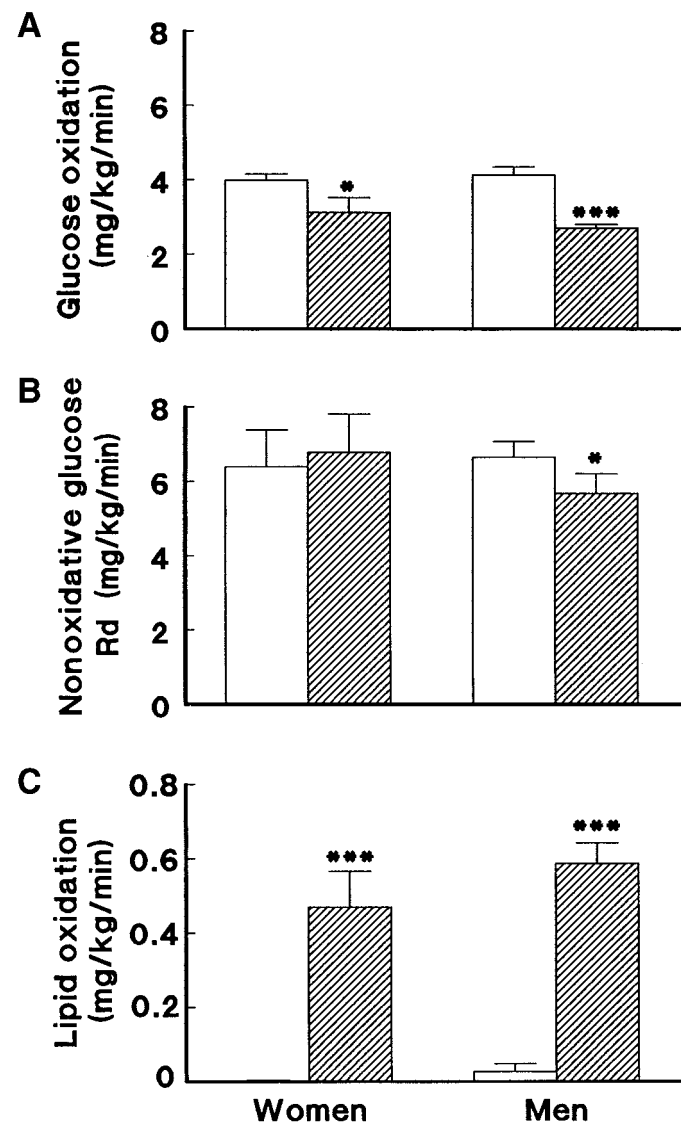 A
Glucose oxidation
(mg/kg/min)
8
6
4
2
0
*
***
B
Nonoxidative glucose
Rd (mg/kg/min)
8
6
4
2
0
*
C
Lipid oxidation
(mg/kg/min)
0.8
0.6
0.4
0.2
0
***
***
Women
Men